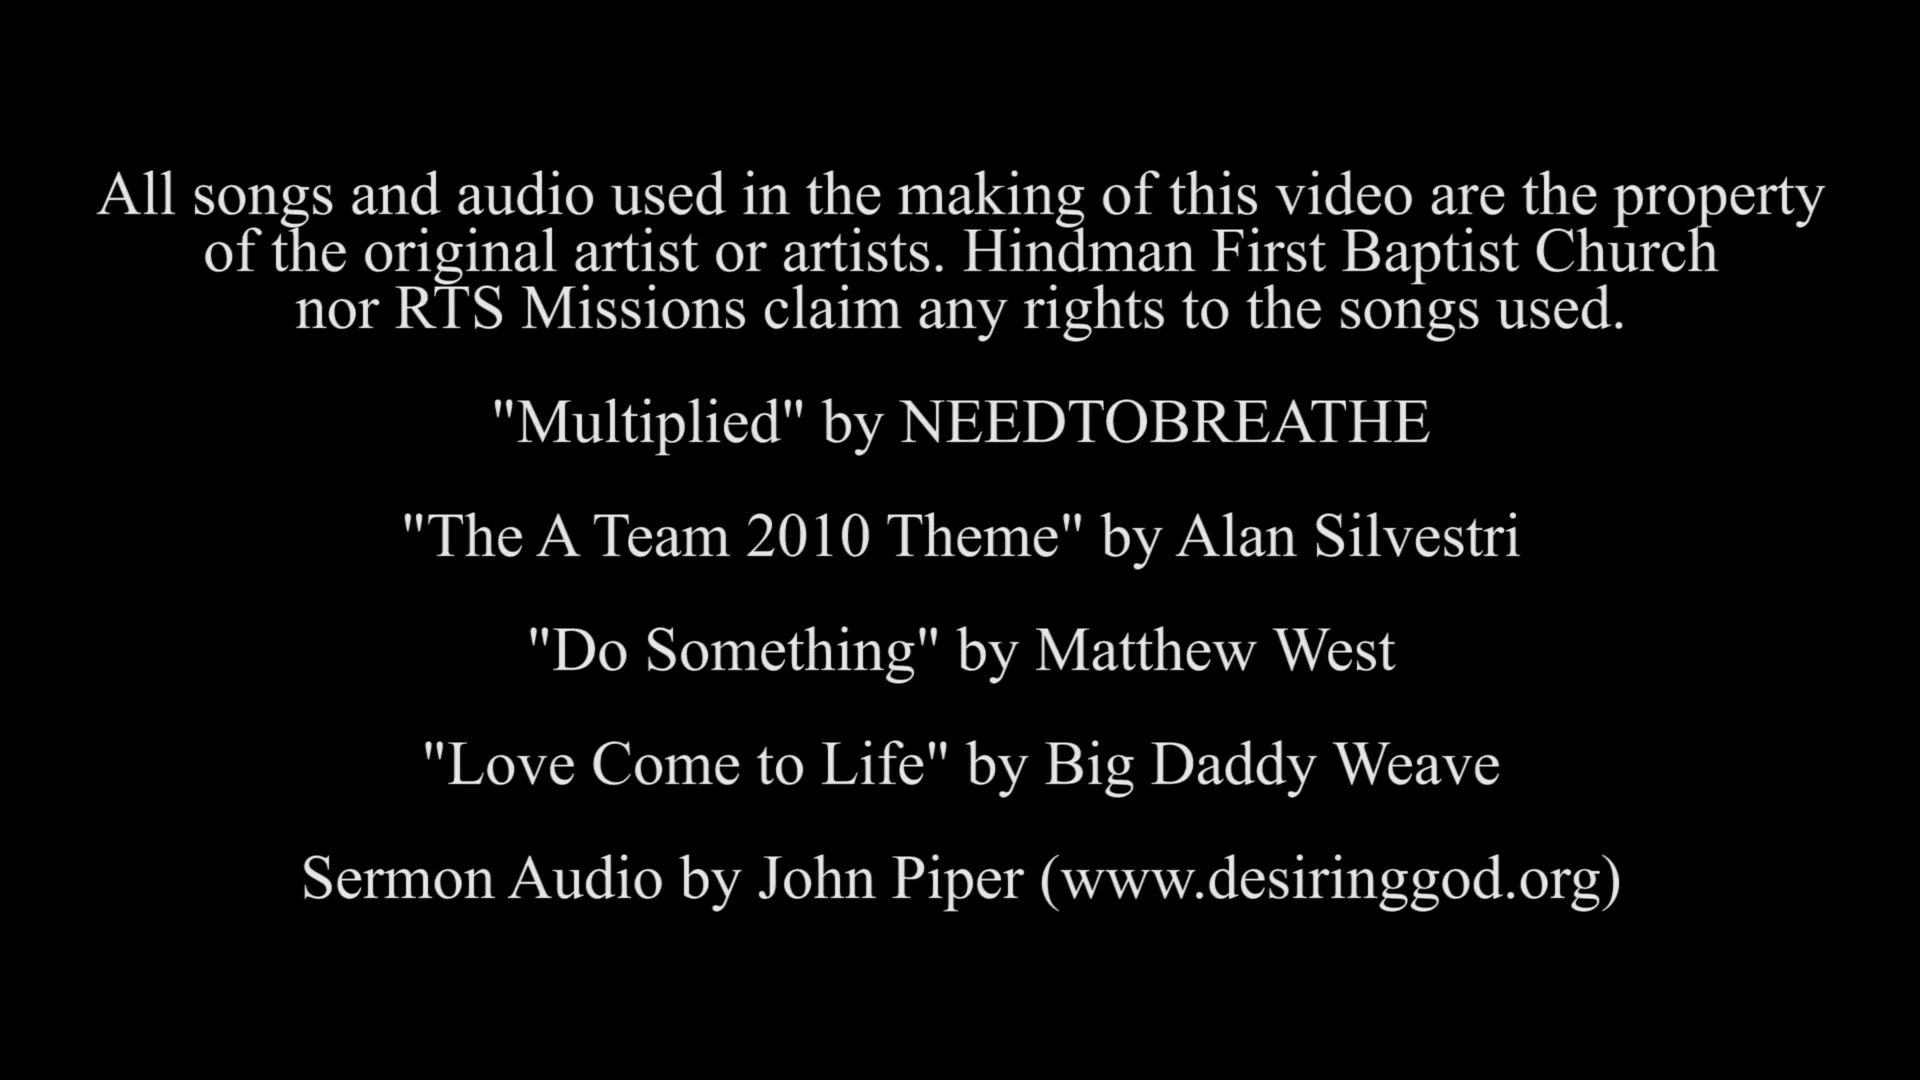 All songs and audio used in the making of this video are the property
of the original artist or artists. Hindman First Baptist Church
nor RTS Missions claim any rights to the songs used.
"Multiplied" by NEEDTOBREATHE
"The A Team 2010 Theme" by Alan Silvestri
"Do Something" by Matthew West
"Love Come to Life" by Big Daddy Weave
Sermon Audio by John Piper (www.desiringgod.org)